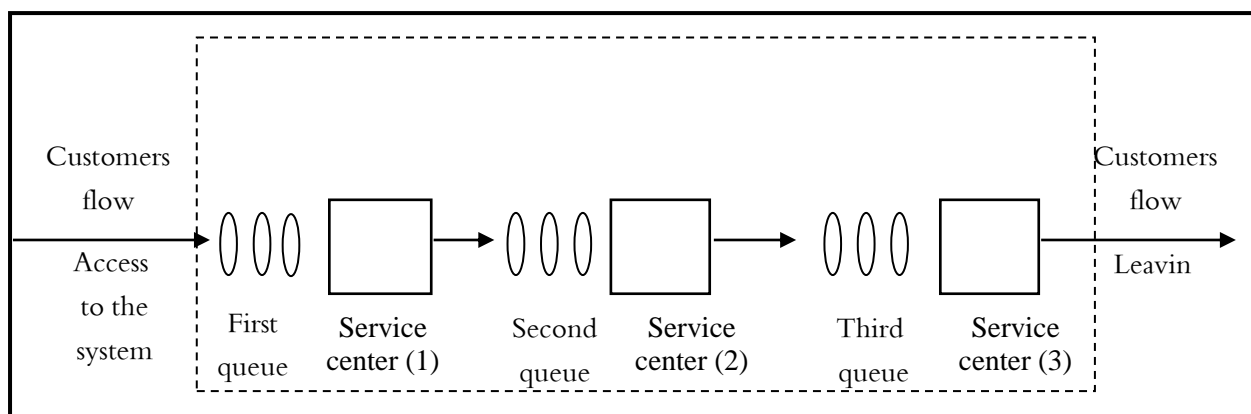 Customers
flow
Access
to the
system
First
queue
Service
center (1)
Second
queue
Service
center (2)
Third
queue
Service
center (3)
Customers
flow
Leavin